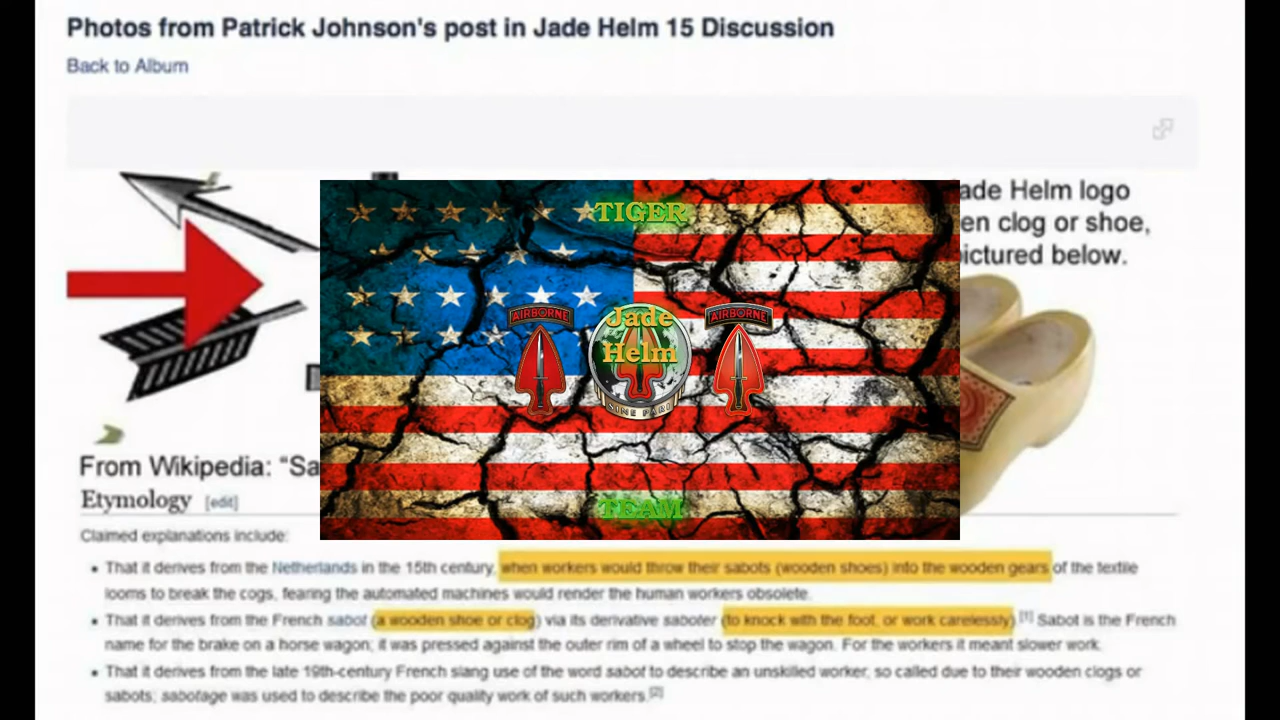 Photos from Patrick Johnson's post in Jade Helm 15 Discussion
Back to Album
ade Helm logo
en clog or shoe,
ictured below.
TIGER
AIRBORNE
Jade
Helm
AIRBORNE
SINE PARI
TEAM
From Wikipedia: “Sa
Etymology [edit]
Claimed explanations include:
• That it derives from the Netherlands in the 15th century, when workers would throw their sabots (wooden shoes) into the wooden gears of the textile
looms to break the cogs, fearing the automated machines would render the human workers obsolete.
• That it derives from the French sabot (a wooden shoe or clog) via its derivative saboter (to knock with the foot, or work carelessly).[1] Sabot is the French
name for the brake on a horse wagon; it was pressed against the outer rim of a wheel to stop the wagon. For the workers it meant slower work.
• That it derives from the late 19th-century French slang use of the word sabot to describe an unskilled worker, so called due to their wooden clogs or
sabots; sabotage was used to describe the poor quality work of such workers.[2]